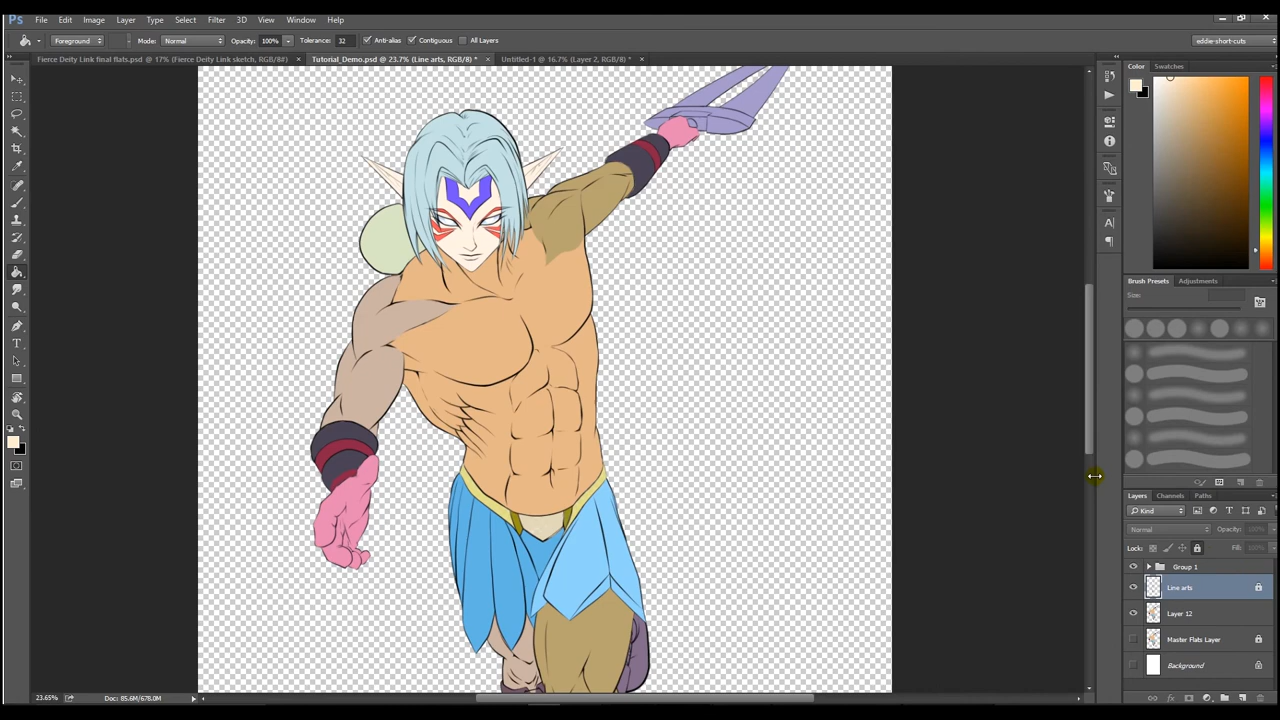 Ps File Edit Image Layer Type Select Filter 3D View Window Help
Foreground Mode: Normal Opacity: 100% Tolerance: 32 Anti-alias Contiguous All Layers eddie-short-cuts
Fierce Deity Link final flats.psd @ 17% (Fierce Deity Link sketch, RGB/8#) × Tutorial_Demo.psd @ 23.7% (Line arts, RGB/8) * × Untitled-1 @ 16.7% (Layer 2, RGB/8) * ×
Color Swatches
Brush Presets Adjustments
Size:
Layers Channels Paths
Kind
Normal Opacity: 100%
Lock: Fill: 100%
Group 1
Line arts
Layer 12
Master Flats Layer
Background
23.65% Doc: 85.6M/678.0M